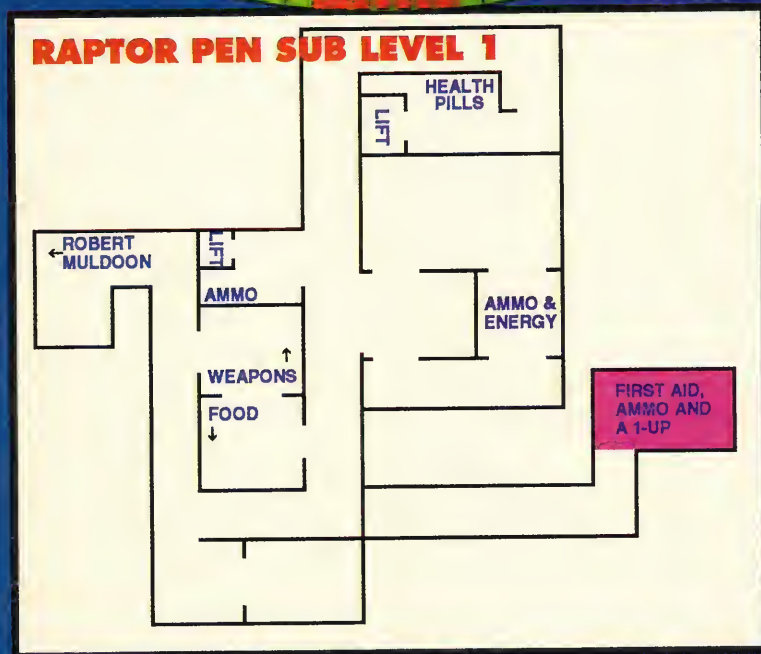 RAPTOR PEN SUB LEVEL 1
HEALTH
PILLS
LIFT
←ROBERT
MULDOON
LIFT
AMMO
AMMO &
ENERGY
↑
WEAPONS
FOOD
↓
FIRST AID,
AMMO AND
A 1-UP